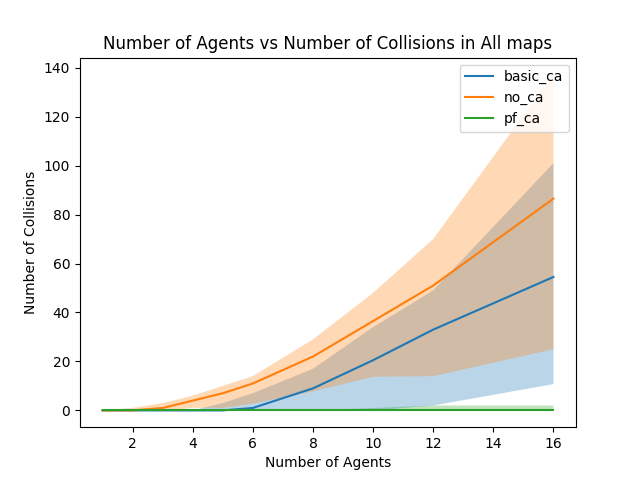 Number of Agents vs Number of Collisions in All maps
140
120
100
80
60
40
20
0
Number of Collisions
basic_ca
no_ca
pf_ca
2 4 6 8 10 12 14 16
Number of Agents